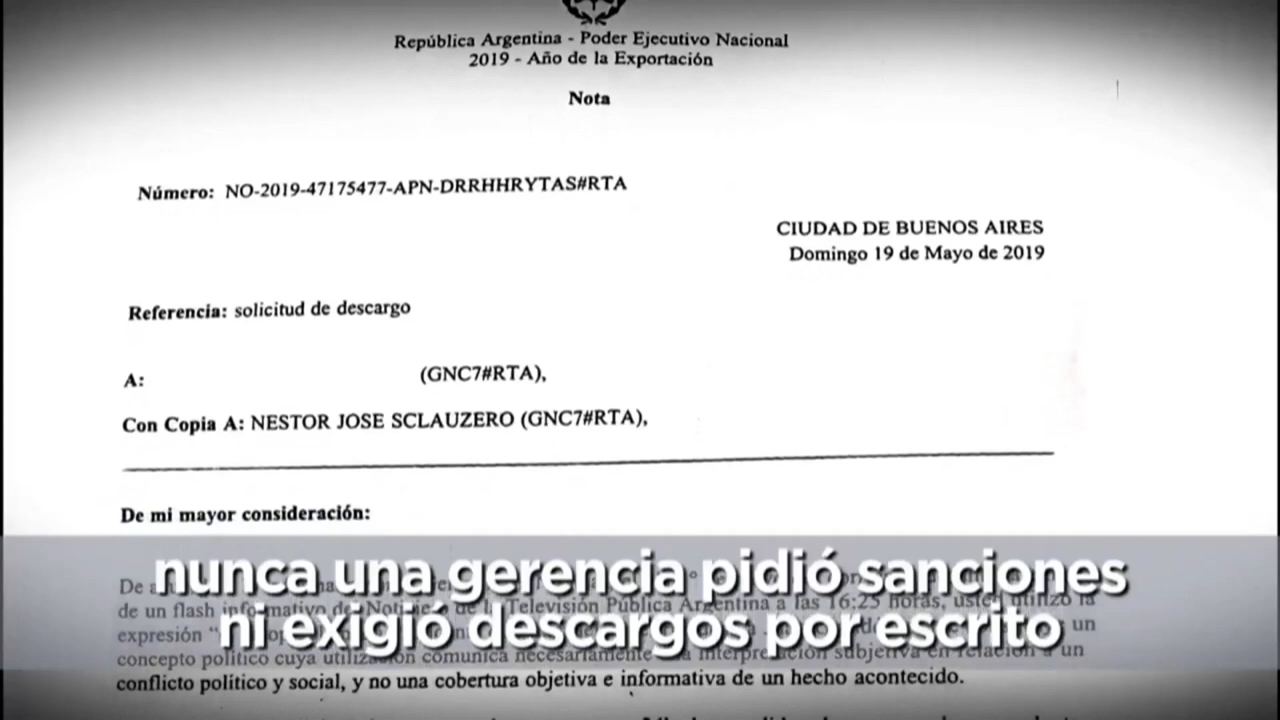 República Argentina - Poder Ejecutivo Nacional
2019 - Año de la Exportación
Nota
Número: NO-2019-47175477-APN-DRRHHRYTAS#RTA
CIUDAD DE BUENOS AIRES
Domingo 19 de Mayo de 2019
Referencia: solicitud de descargo
A: (GNC7#RTA),
Con Copia A: NESTOR JOSE SCLAUZERO (GNC7#RTA),
De mi mayor consideración:
nunca una gerencia pidió sanciones
ni exigió descargos por escrito
De
de un flash informativo de Televisión Pública Argentina a las 16:25 horas, usted utilizó la
expresión un
concepto político cuya utilización comunica necesariamente interpretación subjetiva en relación a un
conflicto político y social, y no una cobertura objetiva e informativa de un hecho acontecido.